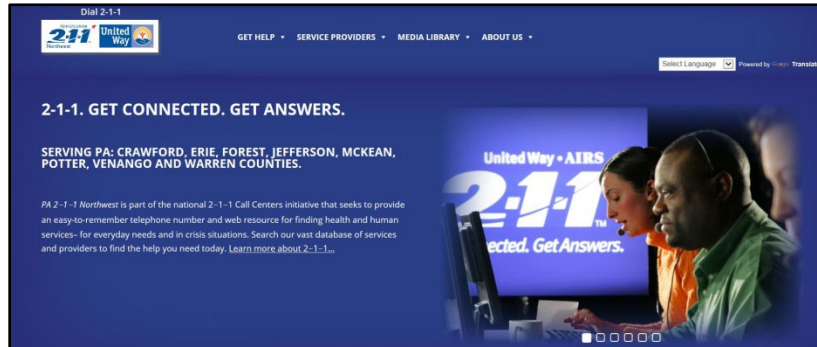 Dial 2-1-1
2-1-1
Northwest
United
Way
GET HELP
SERVICE PROVIDERS
MEDIA LIBRARY
ABOUT US
Select Language
Powered by Google Translate
2-1-1. GET CONNECTED. GET ANSWERS.
SERVING PA: CRAWFORD, ERIE, FOREST, JEFFERSON, MCKEAN,
POTTER, VENANGO AND WARREN COUNTIES.
PA 2-1-1 Northwest is part of the national 2-1-1 Call Centers initiative that seeks to provide
an easy-to-remember telephone number and web resource for finding health and human
services– for everyday needs and in crisis situations. Search our vast database of services
and providers to find the help you need today. Learn more about 2-1-1...
United Way • AIRS
2-1-1 TM
ected. Get Answers.